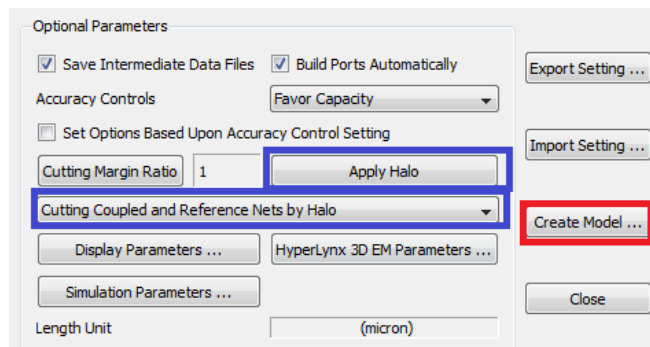 Optional Parameters
Save Intermediate Data Files Build Ports Automatically
Export Setting ...
Accuracy Controls Favor Capacity
Set Options Based Upon Accuracy Control Setting
Import Setting ...
Cutting Margin Ratio 1 Apply Halo
Cutting Coupled and Reference Nets by Halo
Create Model ...
Display Parameters ... HyperLynx 3D EM Parameters ...
Simulation Parameters ... Close
Length Unit (micron)